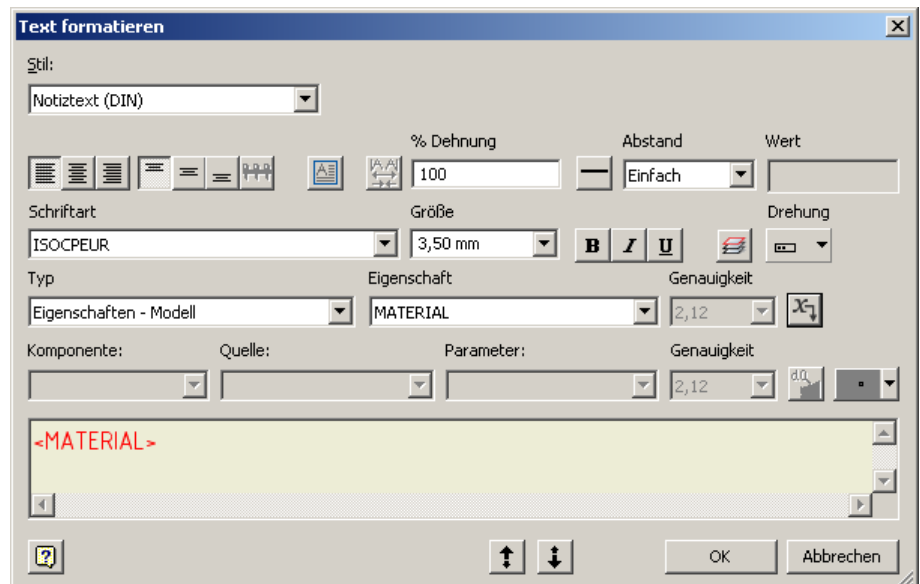 Text formatieren
Stil:
Notiztext (DIN)
% Dehnung Abstand Wert
100 Einfach
Schriftart Größe Drehung
ISOCPEUR 3,50 mm B I U
Typ Eigenschaft Genauigkeit
Eigenschaften - Modell MATERIAL 2,12
Komponente: Quelle: Parameter: Genauigkeit
2,12
<MATERIAL>
OK Abbrechen